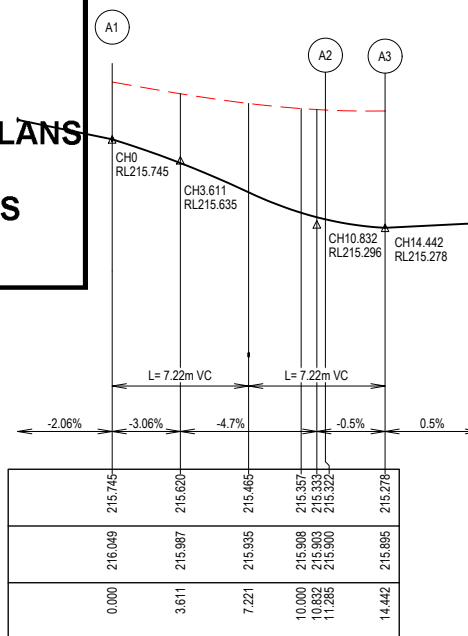 A1
A2
A3
LANS
S
CH0
RL215.745
CH3.611
RL215.635
CH10.832
RL215.296
CH14.442
RL215.278
L= 7.22m VC
L= 7.22m VC
-2.06%
-3.06%
-4.7%
-0.5%
0.5%
215.745
215.620
215.465
215.357
215.333
215.322
215.278
216.049
215.987
215.935
215.908
215.903
215.900
215.895
0.000
3.611
7.221
10.000
10.832
11.285
14.442